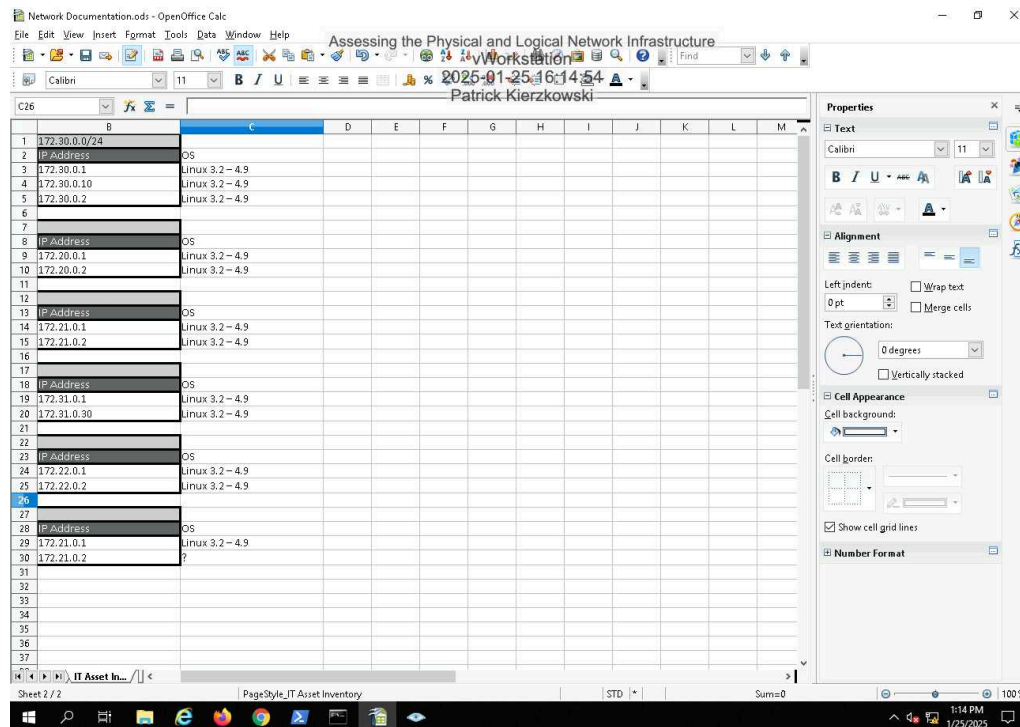 Network Documentation.ods - OpenOffice Calc
File Edit View Insert Format Tools Data Window Help
Assessing the Physical and Logical Network Infrastructure
vWorkstation
2025-01-25 16:14:54
Patrick Kierzkowski
Find
Calibri 11 B I U
C26
Properties
B C D E F G H I J K L M
1 172.30.0.0/24
2 IP Address OS
3 172.30.0.1 Linux 3.2 – 4.9
4 172.30.0.10 Linux 3.2 – 4.9
5 172.30.0.2 Linux 3.2 – 4.9
6
7
8 IP Address OS
9 172.20.0.1 Linux 3.2 – 4.9
10 172.20.0.2 Linux 3.2 – 4.9
11
12
13 IP Address OS
14 172.21.0.1 Linux 3.2 – 4.9
15 172.21.0.2 Linux 3.2 – 4.9
16
17
18 IP Address OS
19 172.31.0.1 Linux 3.2 – 4.9
20 172.31.0.30 Linux 3.2 – 4.9
21
22
23 IP Address OS
24 172.22.0.1 Linux 3.2 – 4.9
25 172.22.0.2 Linux 3.2 – 4.9
26
27
28 IP Address OS
29 172.21.0.1 Linux 3.2 – 4.9
30 172.21.0.2 ?
31
32
33
34
35
36
37
Text
Calibri 11
B I U ABC
Alignment
Left indent:
Wrap text
0 pt
Merge cells
Text orientation:
0 degrees
Vertically stacked
Cell Appearance
Cell background:
Cell border:
Show cell grid lines
Number Format
IT Asset In...
Sheet 2 / 2 PageStyle_IT Asset Inventory STD * Sum=0 100%
1:14 PM
1/25/2025